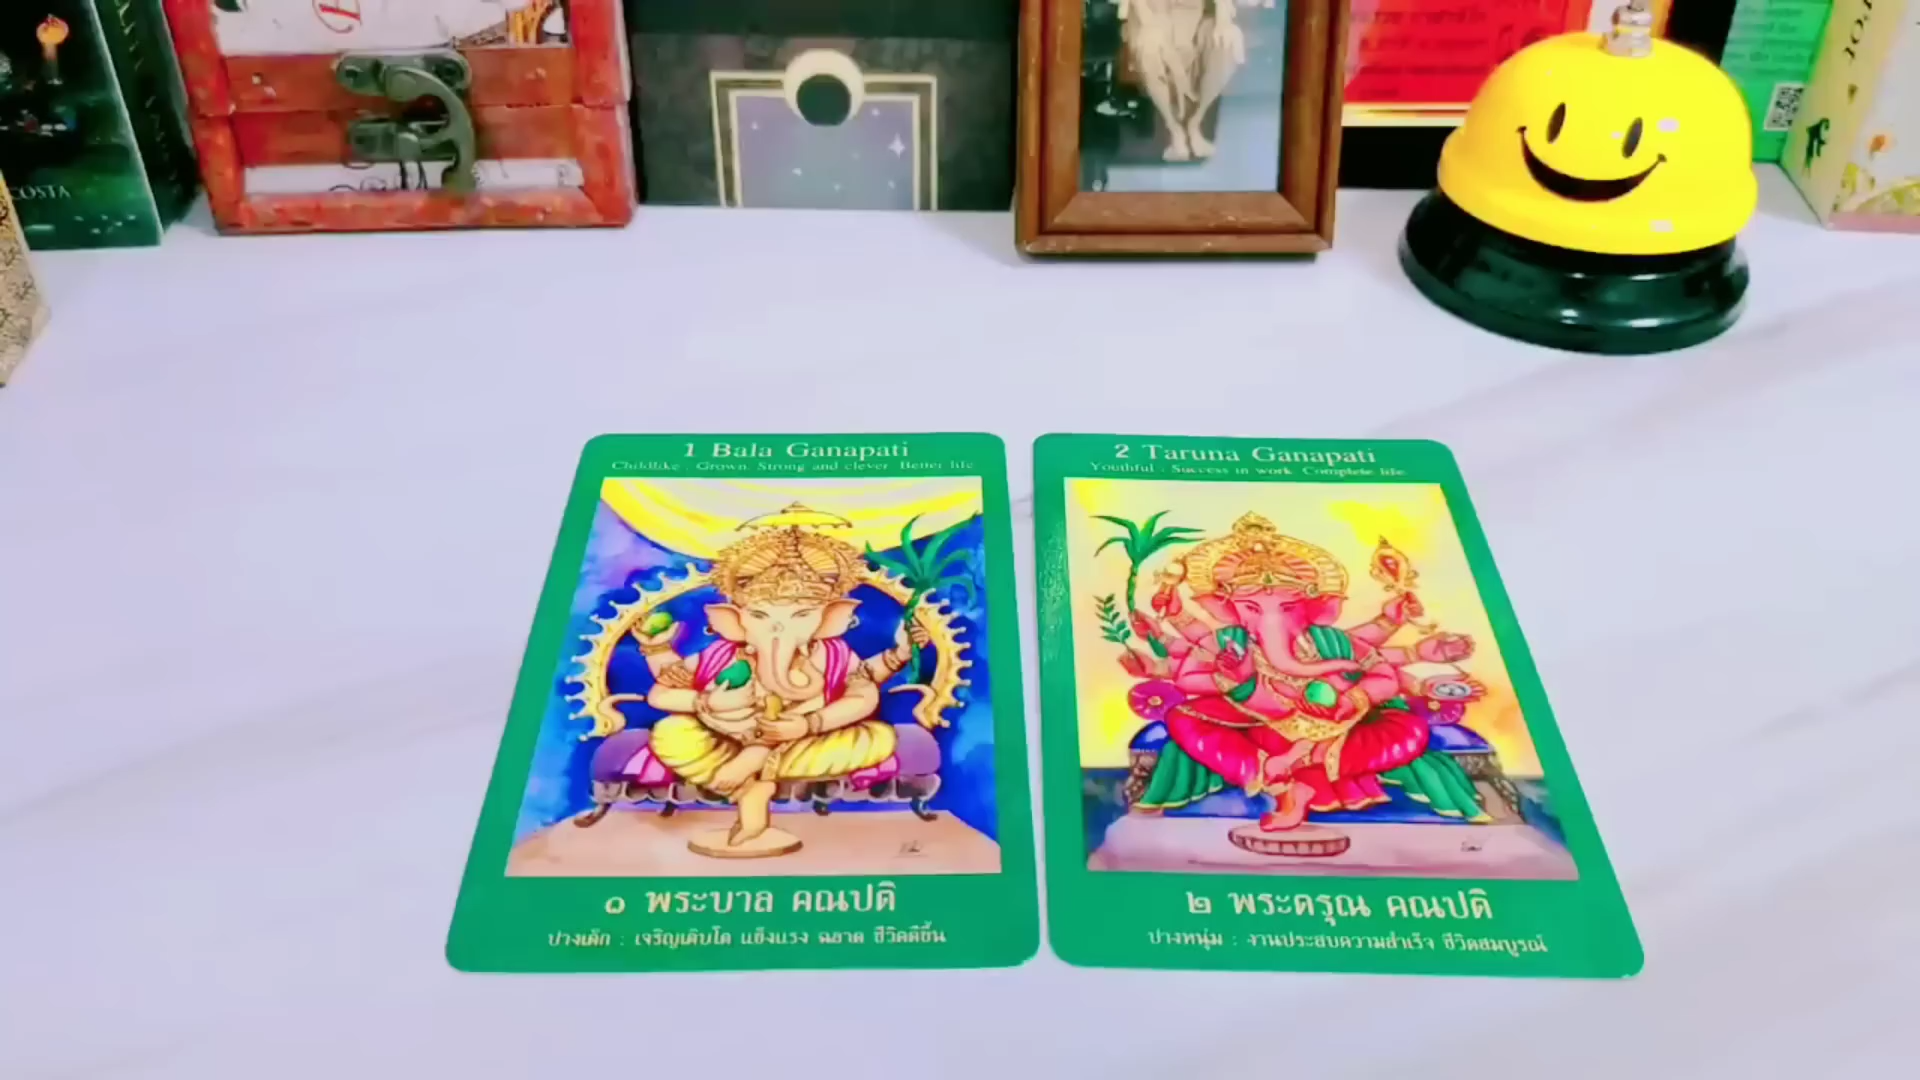 COSTA
1 Bala Ganapati
Childlike : Grown. Strong and clever. Better life.
2 Taruna Ganapati
Youthful : Success in work. Complete life.
๑ พระบาล คณปติ
ปางเด็ก : เจริญเติบโต แข็งแรง ฉลาด ชีวิตดีขึ้น
๒ พระตรุณ คณปติ
ปางหนุ่ม : งานประสบความสำเร็จ ชีวิตสมบูรณ์